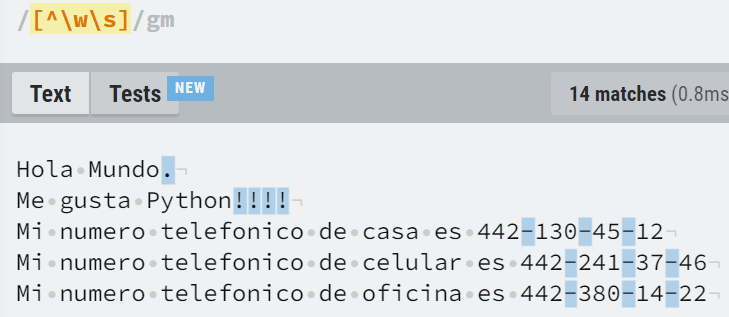 /[^\w\s]/gm
Text Tests NEW 14 matches (0.8ms
Hola Mundo.
Me gusta Python!!!!
Mi numero telefonico de casa es 442-130-45-12
Mi numero telefonico de celular es 442-241-37-46
Mi numero telefonico de oficina es 442-380-14-22